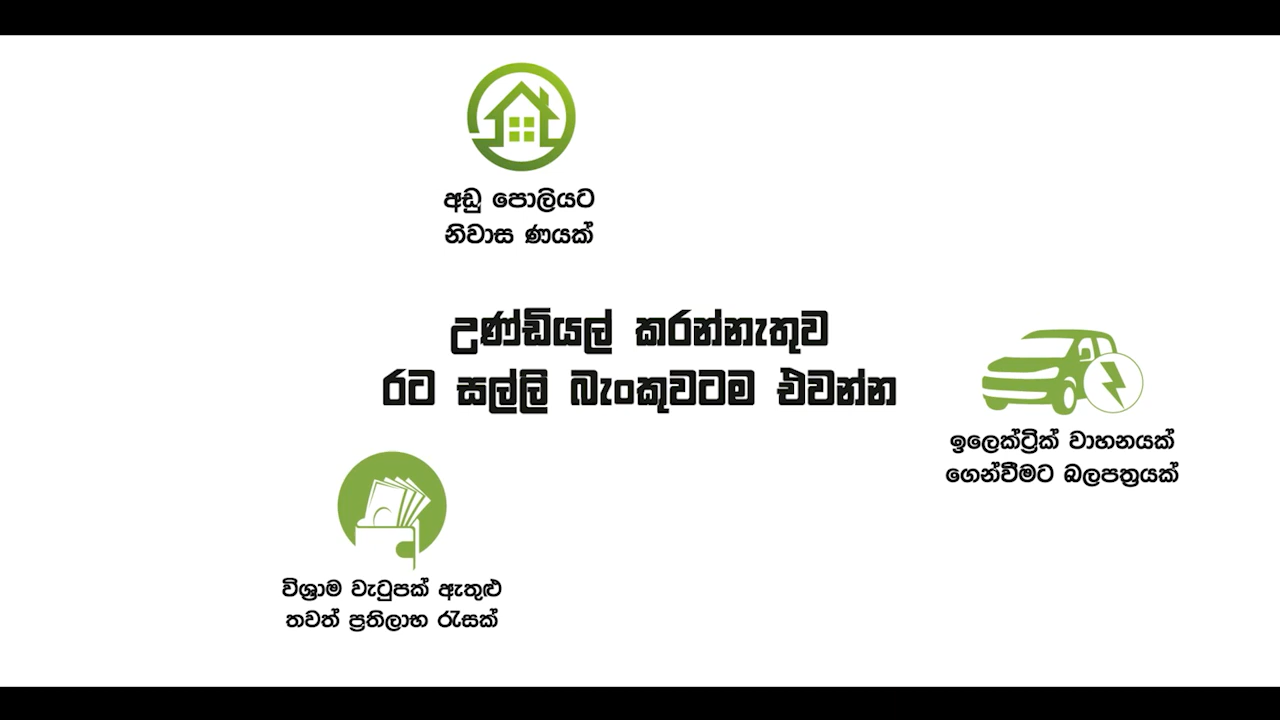 අඩු පොලියට
නිවාස ණයක්
උණ්ඩියල් කරන්නැතුව
රට සල්ලි බැංකුවටම එවන්න
ඉලෙක්ට්‍රික් වාහනයක්
ගෙන්වීමට බලපත්‍රයක්
විශ්‍රාම වැටුපක් ඇතුළු
තවත් ප්‍රතිලාභ රැසක්